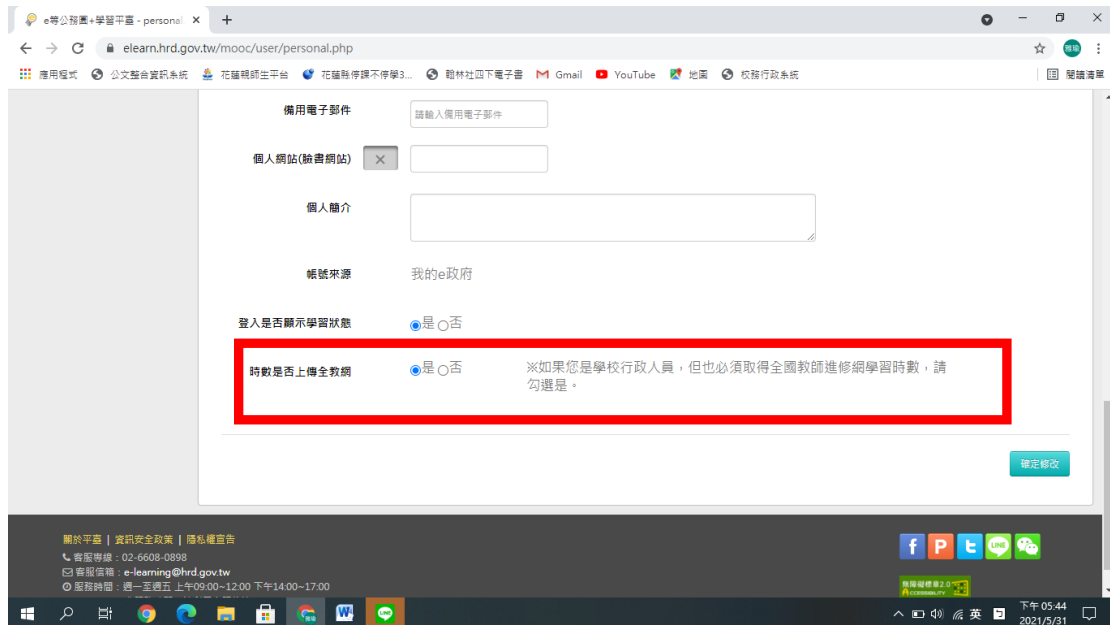 e等公務園+學習平臺 - personal
elearn.hrd.gov.tw/mooc/user/personal.php
雅瑜
應用程式 公文整合資訊系統 花蓮親師生平台 花蓮縣停課不停學3... 翰林社四下電子書 Gmail YouTube 地圖 校務行政系統 閱讀清單
備用電子郵件 請輸入備用電子郵件
個人網站(臉書網站)
個人簡介
帳號來源 我的e政府
登入是否顯示學習狀態 是 否
時數是否上傳全教網 是 否 ※如果您是學校行政人員，但也必須取得全國教師進修網學習時數，請
勾選是。
確定修改
關於平臺 | 資訊安全政策 | 隱私權宣告
客服專線：02-6608-0898
客服信箱：e-learning@hrd.gov.tw
服務時間：週一至週五 上午09:00~12:00 下午14:00~17:00
無障礙標章2.0
ACCESSIBILITY
英
下午 05:44
2021/5/31